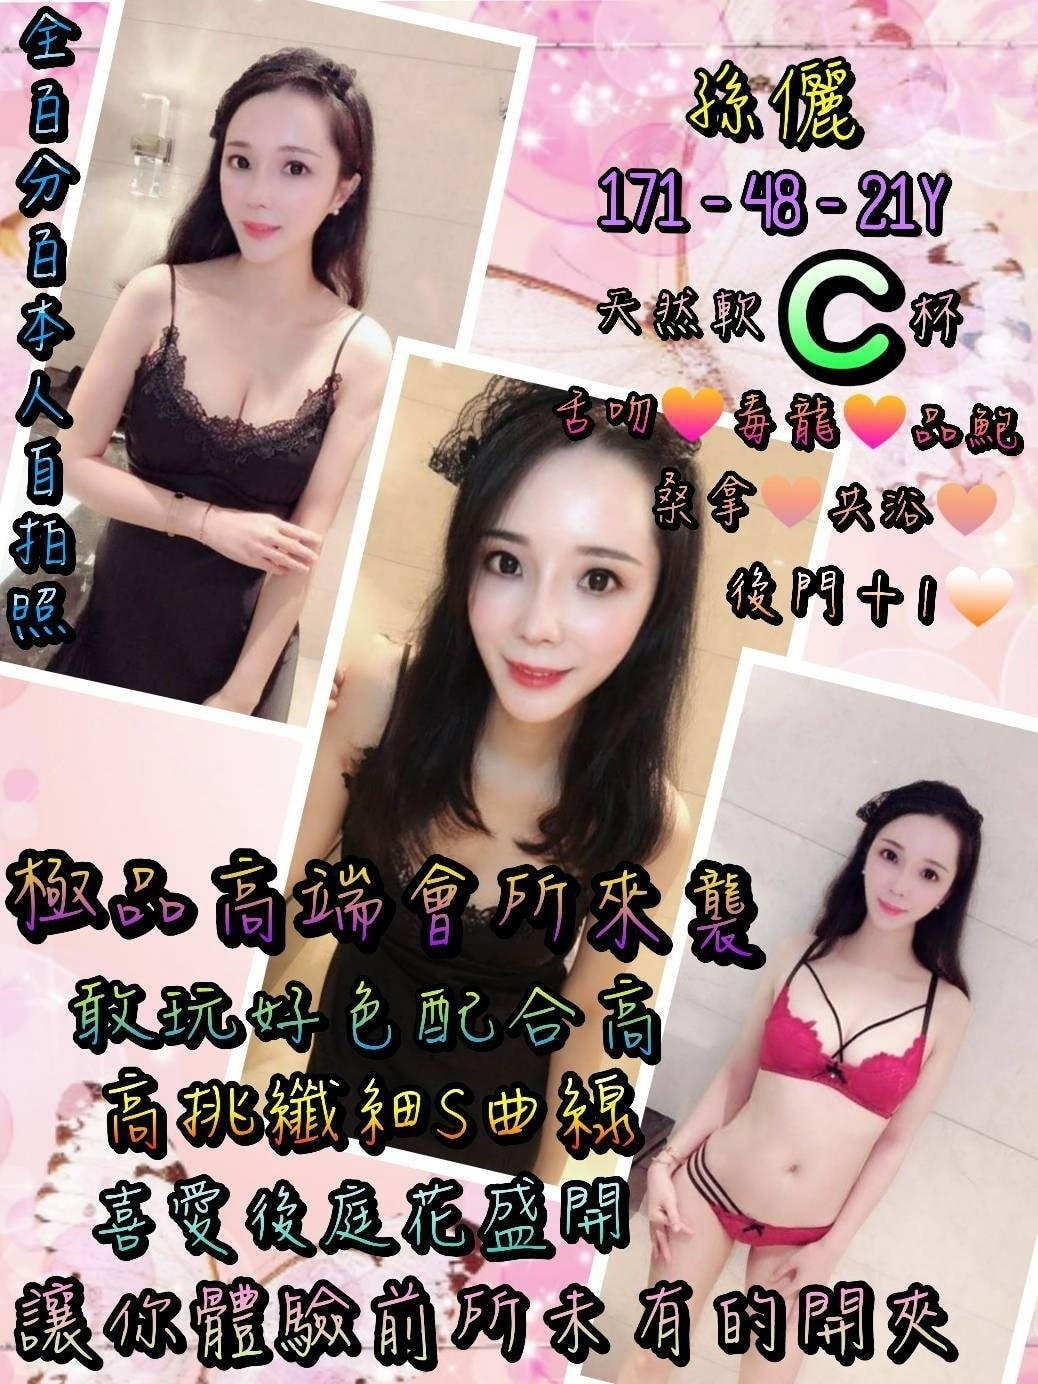 全百分百本人自拍照
孫儷
171-48-21Y
天然軟C杯
舌吻🧡毒龍🧡品鮑
桑拿🧡共浴🧡
後門+1🧡
極品高端會所來襲
敢玩好色配合高
高挑纖細S曲線
喜愛後庭花盛開
讓你體驗前所未有的開夾